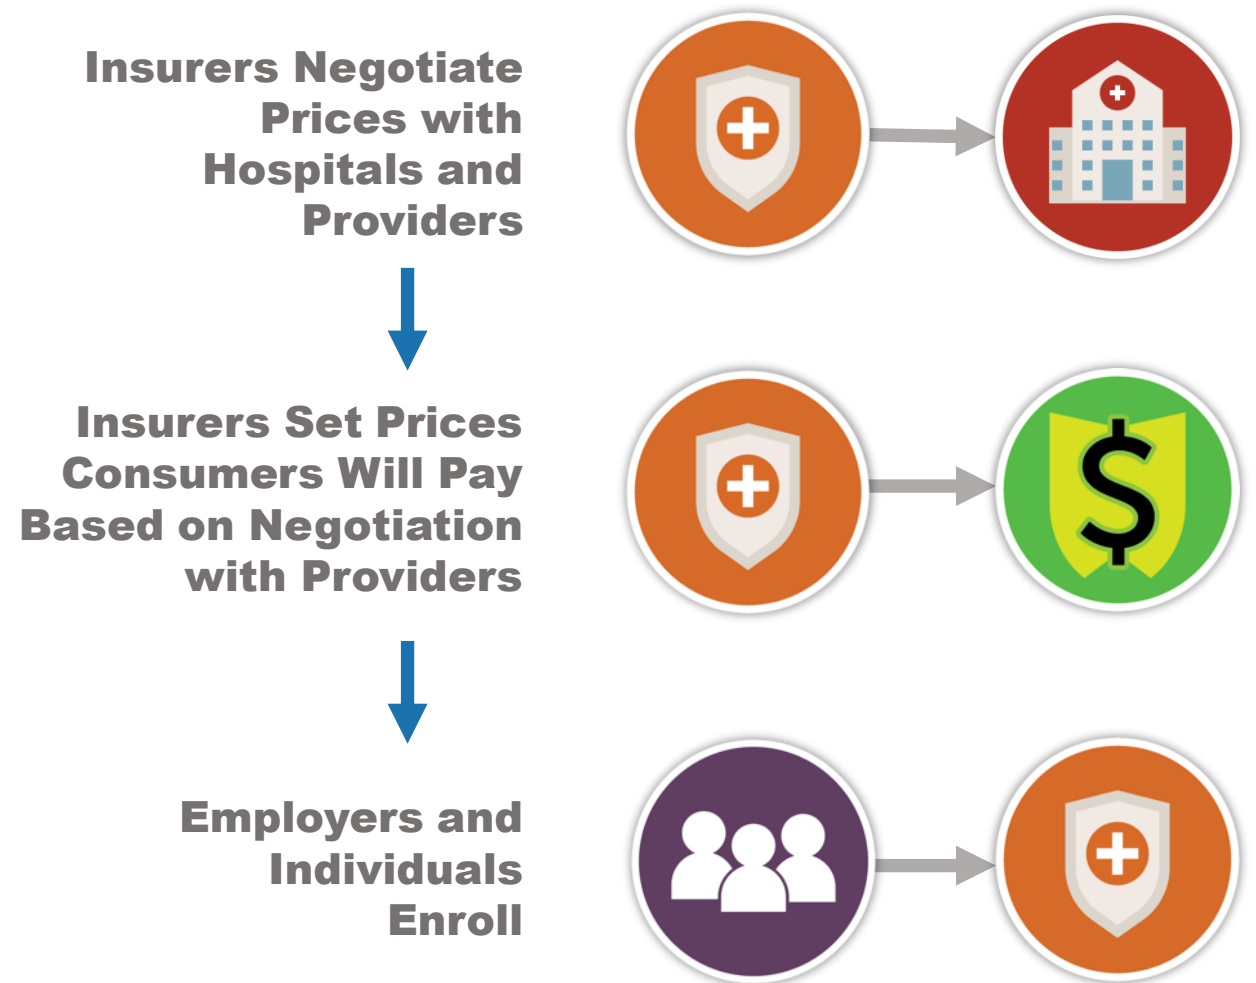 Insurers Negotiate
Prices with
Hospitals and
Providers
Insurers Set Prices
Consumers Will Pay
Based on Negotiation
with Providers
$
Employers and
Individuals
Enroll